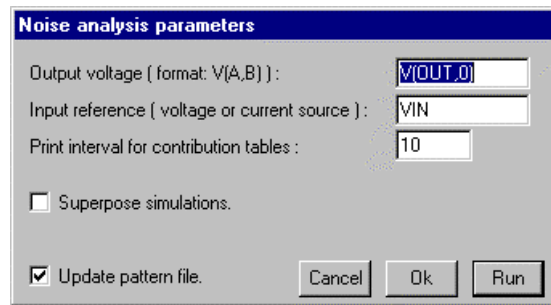 Noise analysis parameters
Output voltage ( format: V(A,B) ) : V(OUT,0)
Input reference ( voltage or current source ) : VIN
Print interval for contribution tables : 10
Superpose simulations.
Update pattern file. Cancel Ok Run